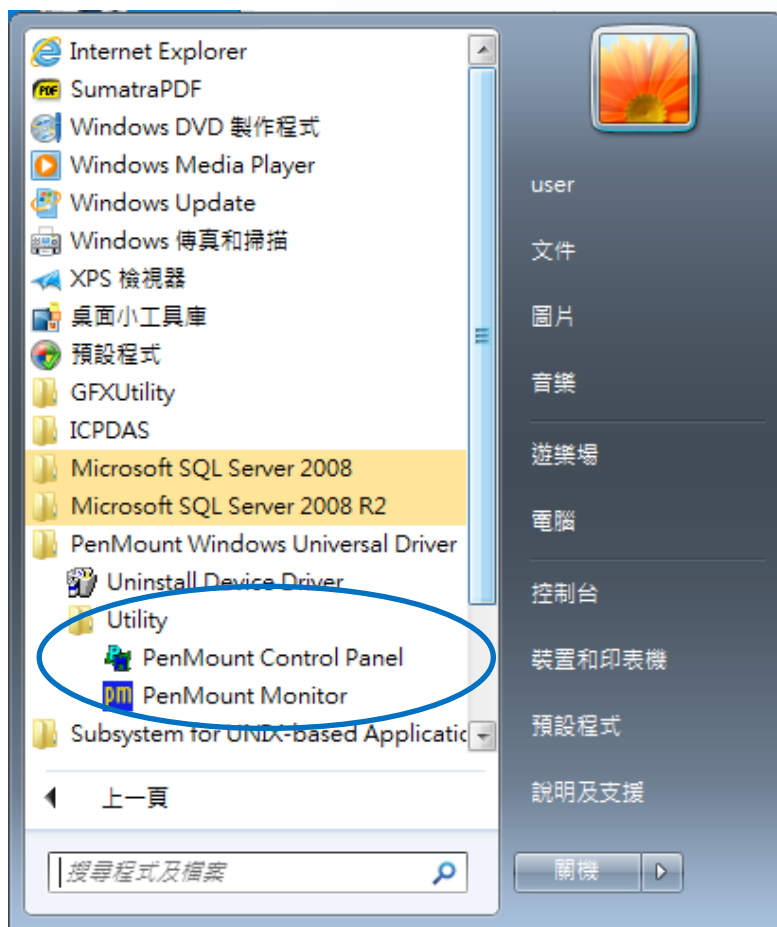 Internet Explorer
PDF SumatraPDF
Windows DVD 製作程式
Windows Media Player
Windows Update
Windows 傳真和掃描
XPS 檢視器
桌面小工具庫
預設程式
GFXUtility
ICPDAS
Microsoft SQL Server 2008
Microsoft SQL Server 2008 R2
PenMount Windows Universal Driver
Uninstall Device Driver
Utility
PenMount Control Panel
pm PenMount Monitor
Subsystem for UNIX-based Applicatic
上一頁
搜尋程式及檔案
user
文件
圖片
音樂
遊樂場
電腦
控制台
裝置和印表機
預設程式
說明及支援
關機